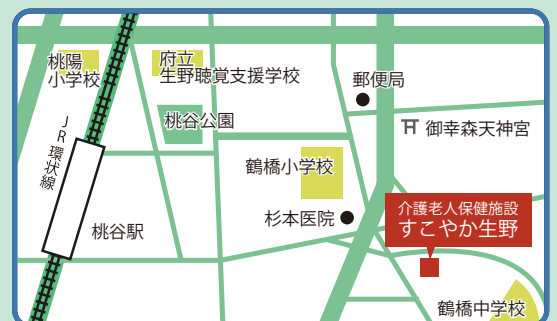 桃陽
小学校
府立
生野聴覚支援学校
郵便局
桃谷公園
御幸森天神宮
JR環状線
鶴橋小学校
介護老人保健施設
すこやか生野
杉本医院
桃谷駅
鶴橋中学校